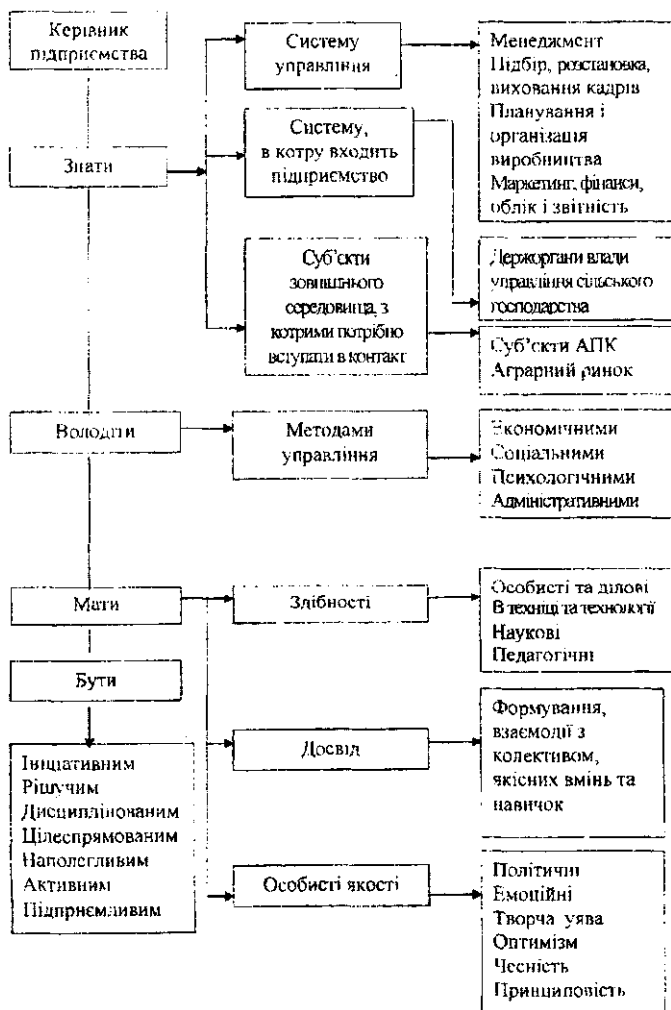 Керівник
підприємства
Знати
Систему
управління
Менеджмент
Підбір, розстановка,
виховання кадрів
Планування і
організація
виробництва
Маркетинг, фінанси,
облік і звітність
Систему,
в котру входить
підприємство
Держоргани влади
управління сільського
господарства
Суб’єкти
зовнішнього
середовища, з
котрими потрібно
вступати в контакт
Суб’єкти АПК
Аграрний ринок
Володіти
Методами
управління
Економічними
Соціальними
Психологічними
Адміністративними
Мати
Здібності
Особисті та ділові
В техніці та технології
Наукові
Педагогічні
Досвід
Формування,
взаємодії з
колективом,
якісних вмінь та
навичок
Особисті якості
Політичні
Емоційні
Творча уява
Оптимізм
Чесність
Принциповість
Бути
Ініціативним
Рішучим
Дисциплінованим
Цілеспрямованим
Наполегливим
Активним
Підприємливим